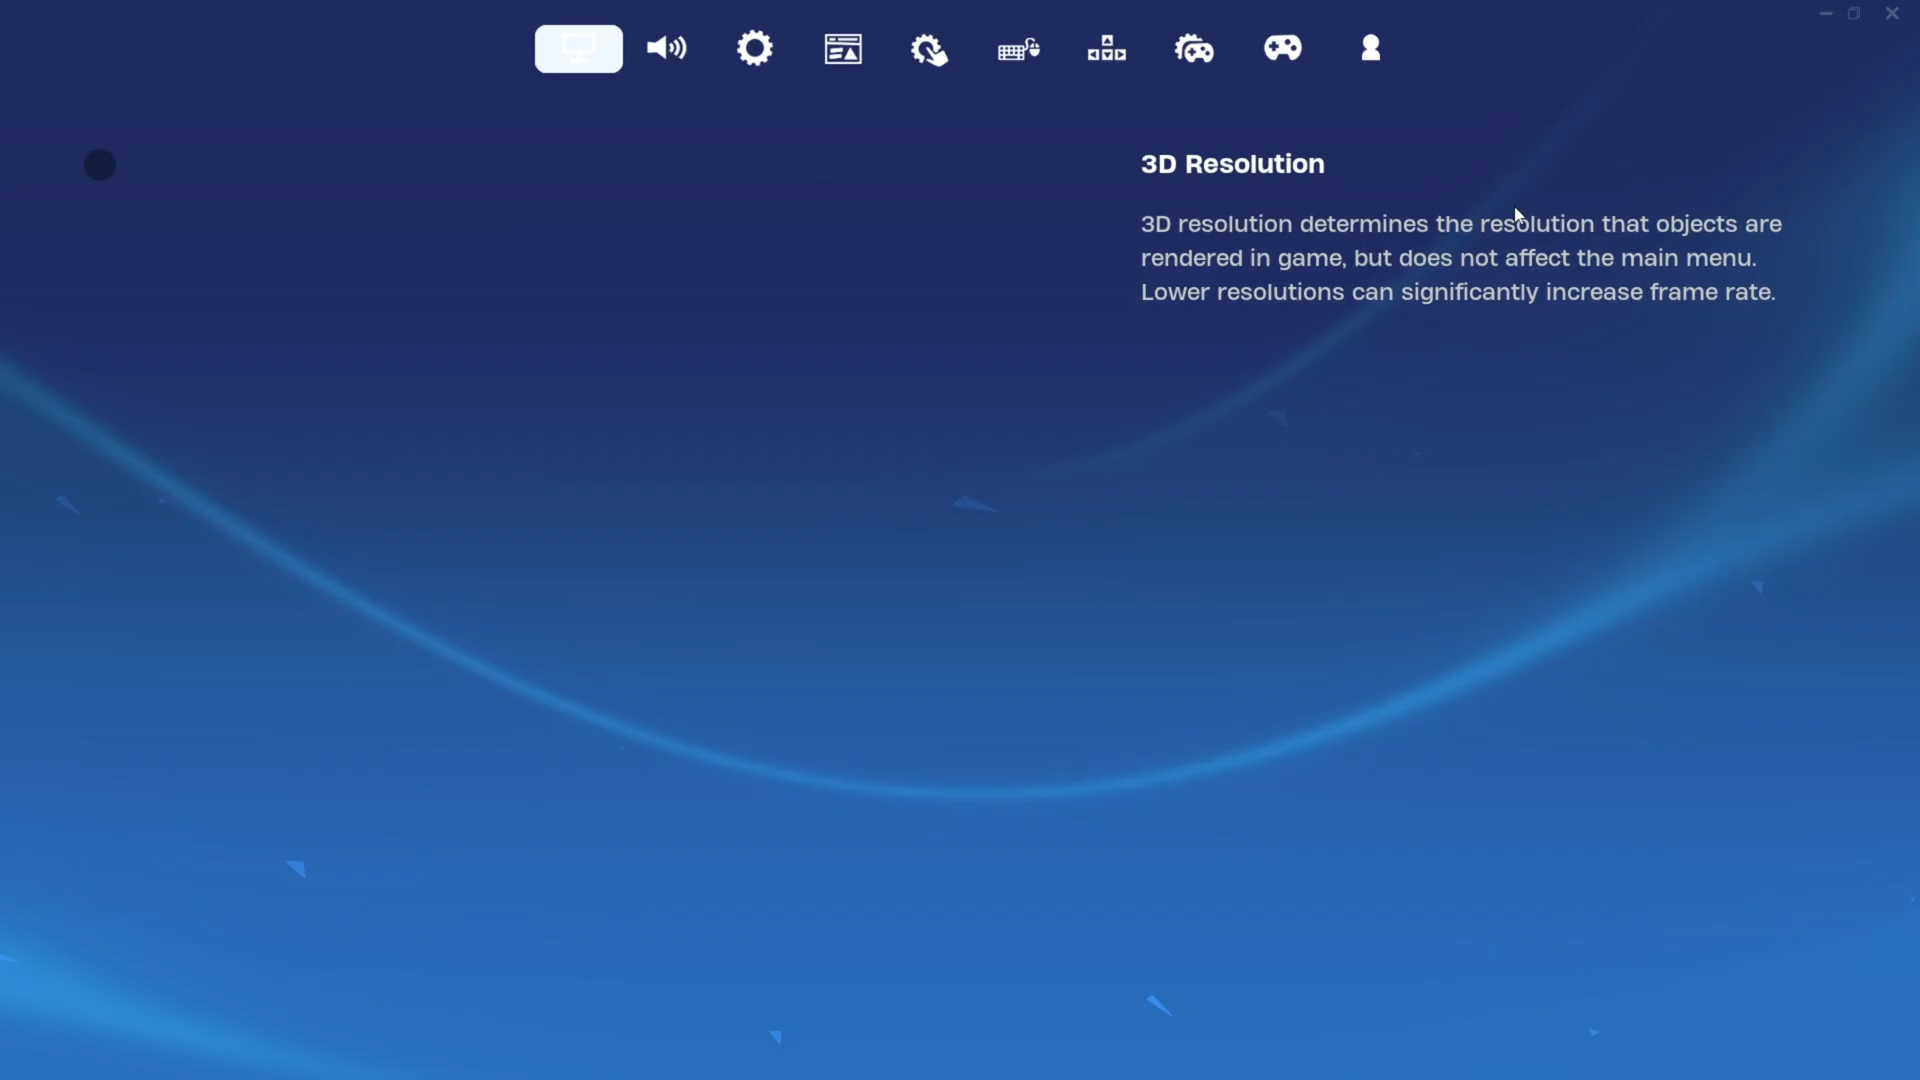 3D Resolution
3D resolution determines the resolution that objects are
rendered in game, but does not affect the main menu.
Lower resolutions can significantly increase frame rate.